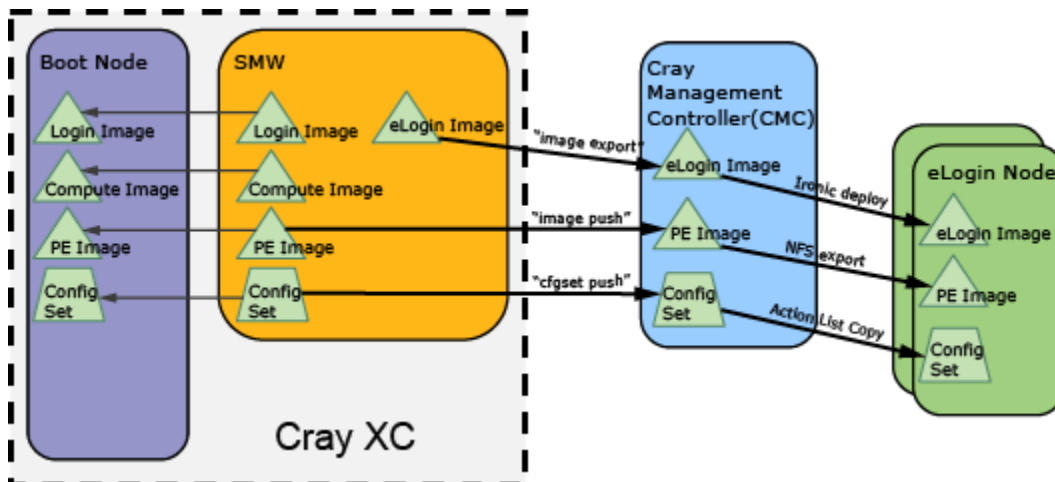 Boot Node
Login Image
Compute Image
PE Image
Config
Set
SMW
Login Image
eLogin Image
Compute Image
PE Image
Config
Set
Cray XC
"image export"
"image push"
"cfgset push"
Cray
Management
Controller(CMC)
eLogin Image
PE Image
Config
Set
Ironic deploy
NFS export
Action List Copy
eLogin Node
eLogin Image
PE Image
Config
Set